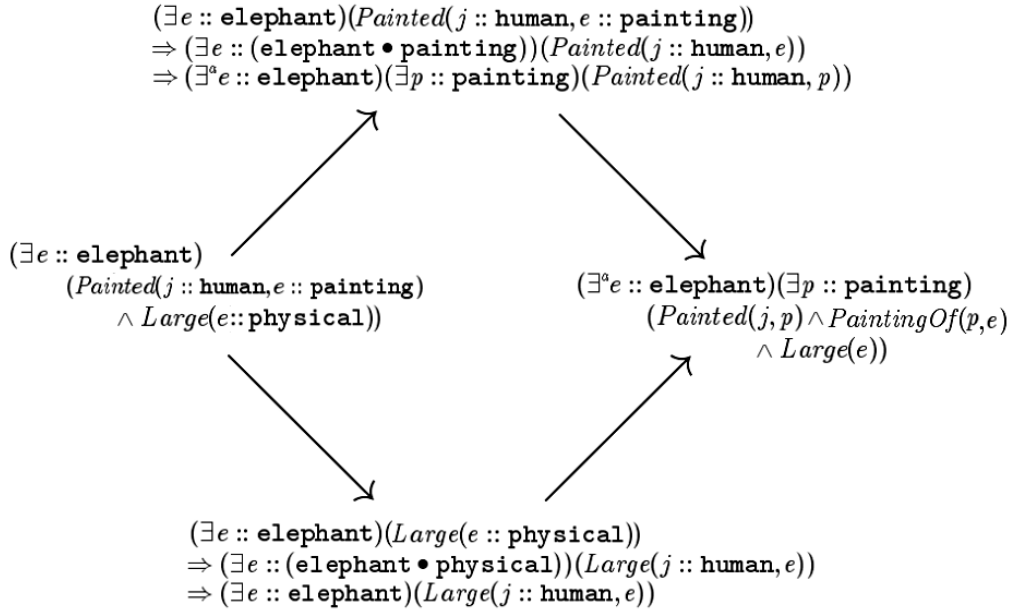 (∃e :: elephant)(Painted(j :: human, e :: painting))
⇒ (∃e :: (elephant • painting))(Painted(j :: human, e))
⇒ (∃ᵃe :: elephant)(∃p :: painting)(Painted(j :: human, p))
(∃e :: elephant)
(Painted(j :: human,e :: painting)
∧ Large(e::physical))
(∃ᵃe :: elephant)(∃p :: painting)
(Painted(j, p) ∧ PaintingOf(p,e)
∧ Large(e))
(∃e :: elephant)(Large(e :: physical))
⇒ (∃e :: (elephant • physical))(Large(j :: human, e))
⇒ (∃e :: elephant)(Large(j :: human, e))